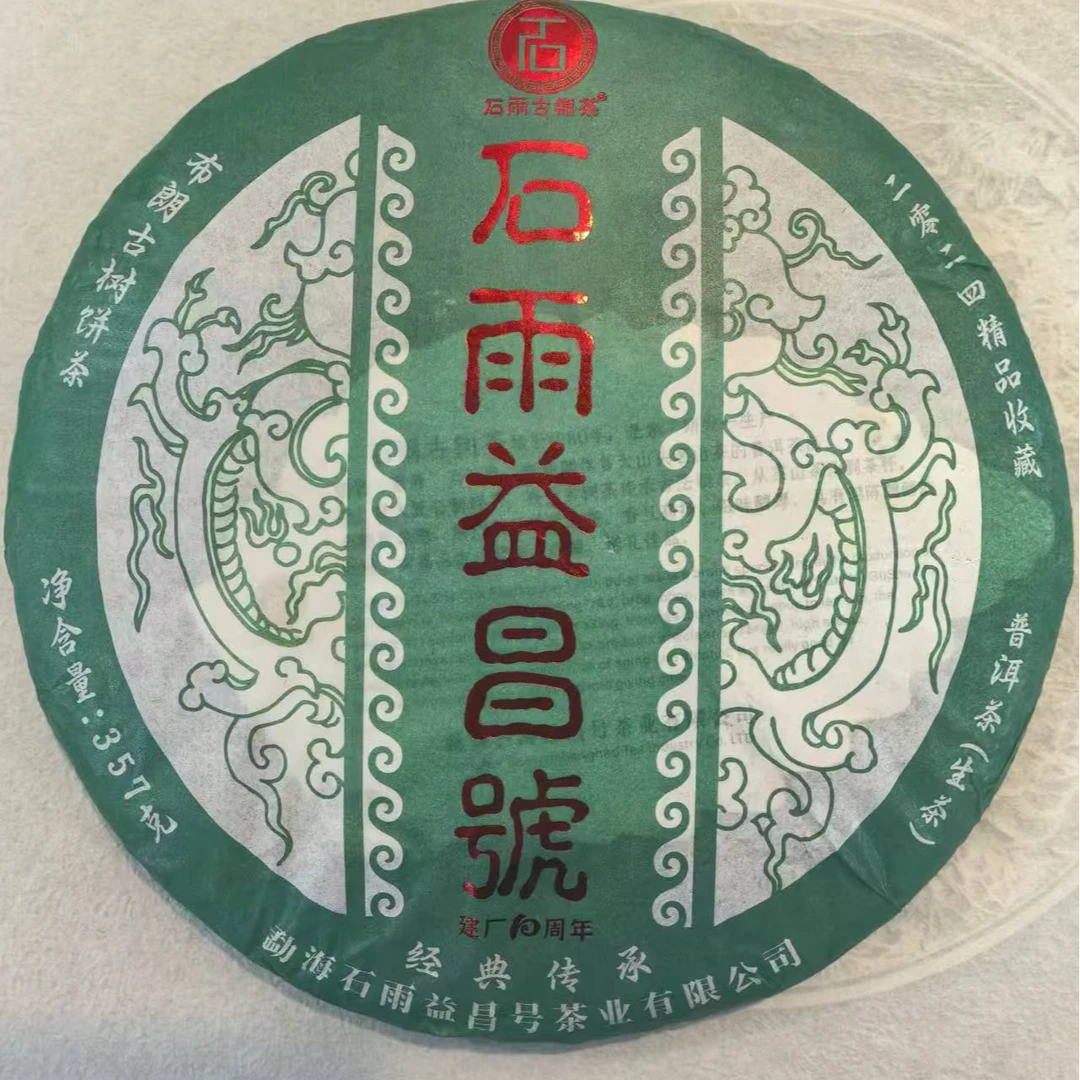 石雨古樹茶®
石雨益昌號
建厂10周年
布朗古树饼茶
二零二四精品收藏
净含量:357克
普洱茶(生茶)
经典传承
勐海石雨益昌号茶业有限公司